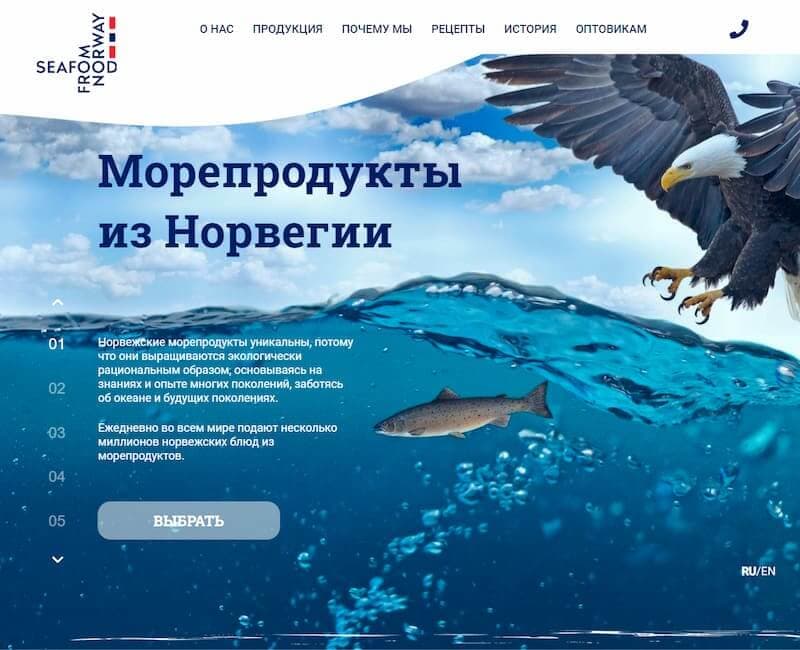 SEAFOOD
FROM
NORWAY
О НАС ПРОДУКЦИЯ ПОЧЕМУ МЫ РЕЦЕПТЫ ИСТОРИЯ ОПТОВИКАМ
Морепродукты
из Норвегии
01
02
03
04
05
Норвежские морепродукты уникальны, потому
что они выращиваются экологически
рациональным образом, основываясь на
знаниях и опыте многих поколений, заботясь
об океане и будущих поколениях.
Ежедневно во всем мире подают несколько
миллионов норвежских блюд из
морепродуктов.
ВЫБРАТЬ
RU/EN